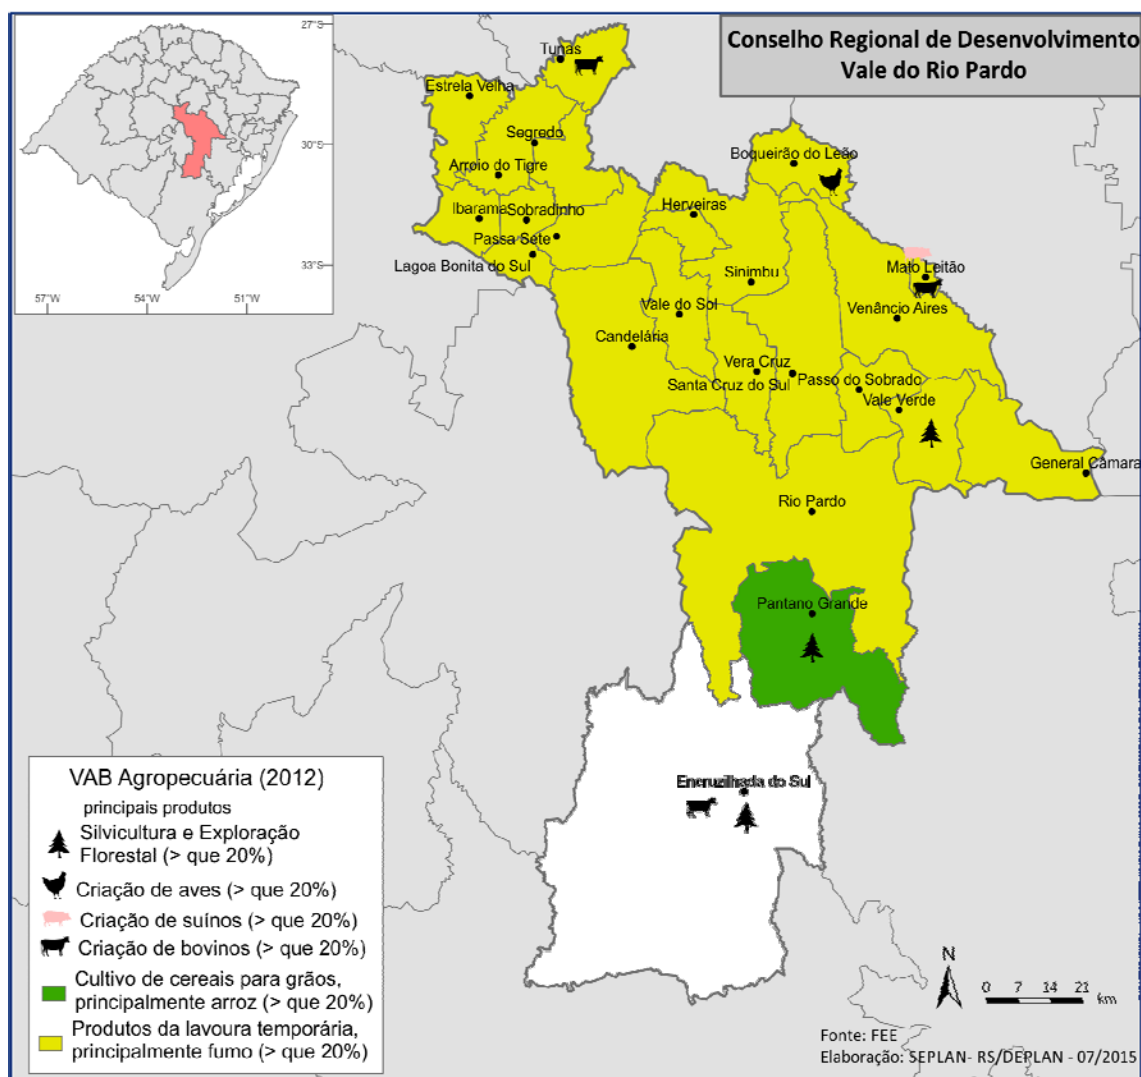 Conselho Regional de Desenvolvimento
Vale do Rio Pardo
27°S
30°S
33°S
57°W
54°W
51°W
Tunas
Estrela Velha
Segredo
Boqueirão do Leão
Arroio do Tigre
Herveiras
Ibarama
Sobradinho
Passa Sete
Lagoa Bonita do Sul
Sinimbu
Mato Leitão
Vale do Sol
Venâncio Aires
Candelária
Vera Cruz
Santa Cruz do Sul
Passo do Sobrado
Vale Verde
General Câmara
Rio Pardo
Pantano Grande
Encruzilhada do Sul
VAB Agropecuária (2012)
principais produtos
Silvicultura e Exploração
Florestal (> que 20%)
Criação de aves (> que 20%)
Criação de suínos (> que 20%)
Criação de bovinos (> que 20%)
Cultivo de cereais para grãos,
principalmente arroz (> que 20%)
Produtos da lavoura temporária,
principalmente fumo (> que 20%)
N
0 7 14 21
km
Fonte: FEE
Elaboração: SEPLAN- RS/DEPLAN - 07/2015